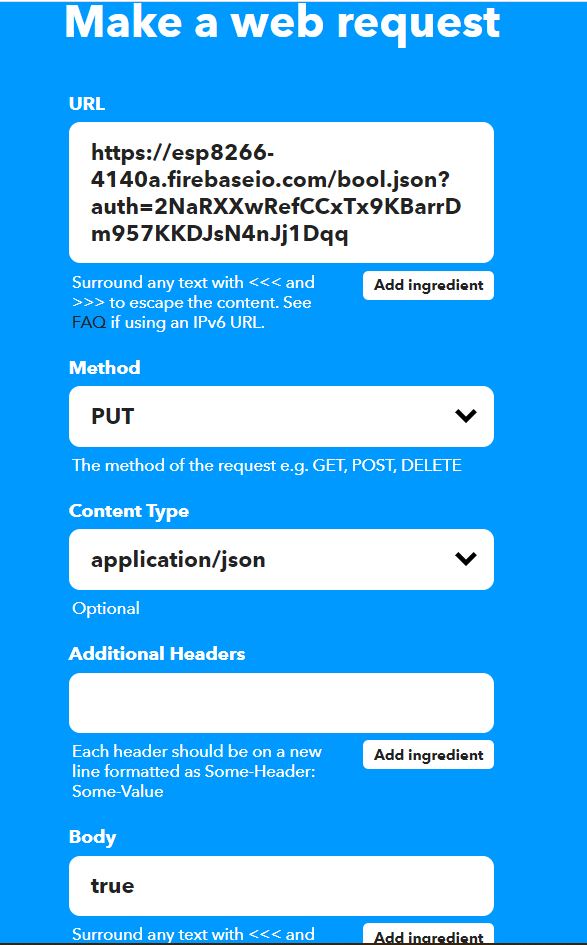 Make a web request
URL
https://esp8266-
4140a.firebaseio.com/bool.json?
auth=2NaRXXwRefCCxTx9KBarrD
m957KKDJsN4nJj1Dqq
Surround any text with <<< and
>>> to escape the content. See
FAQ if using an IPv6 URL.
Add ingredient
Method
PUT
The method of the request e.g. GET, POST, DELETE
Content Type
application/json
Optional
Additional Headers
Each header should be on a new
line formatted as Some-Header:
Some-Value
Add ingredient
Body
true
Surround any text with <<< and
Add ingredient